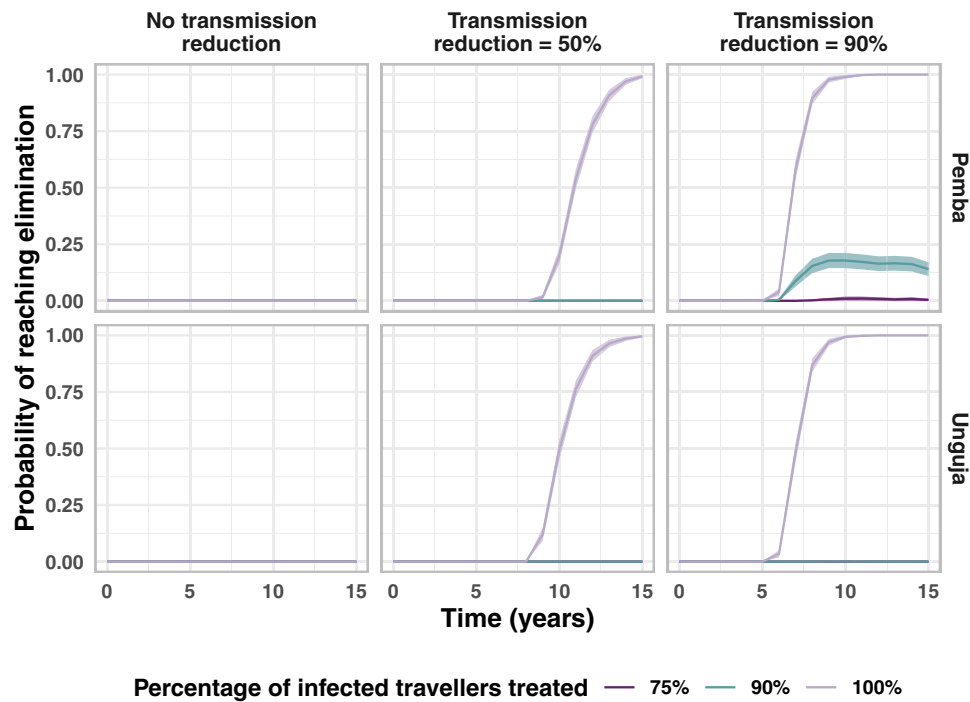 No transmission
reduction
Transmission
reduction = 50%
Transmission
reduction = 90%
Probability of reaching elimination
1.00
0.75
0.50
0.25
0.00
Pemba
1.00
0.75
0.50
0.25
0.00
Unguja
0 5 10 15 0 5 10 15 0 5 10 15
Time (years)
Percentage of infected travellers treated 75% 90% 100%